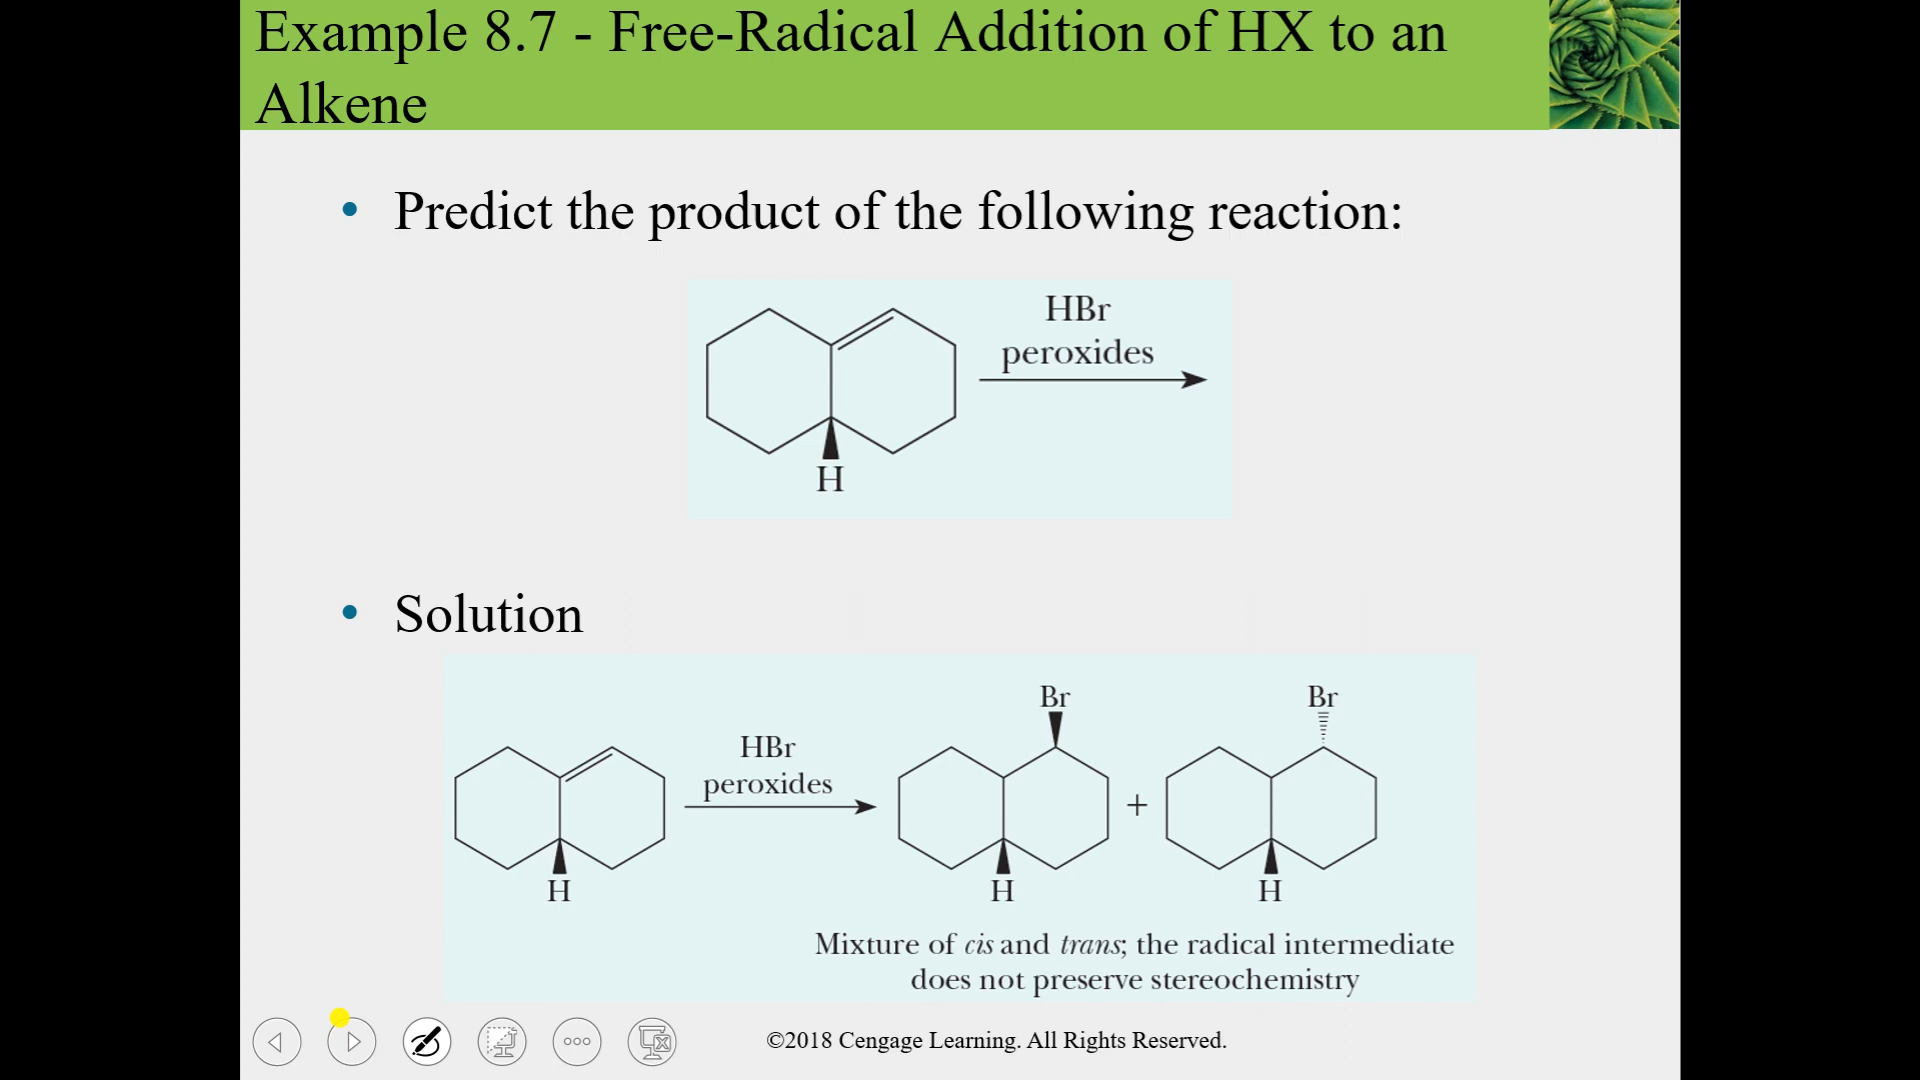 Example 8.7 - Free-Radical Addition of HX to an
Alkene
• Predict the product of the following reaction:
HBr
peroxides
H
• Solution
Br
Br
HBr
peroxides
+
H
H
H
Mixture of cis and trans; the radical intermediate
does not preserve stereochemistry
©2018 Cengage Learning. All Rights Reserved.